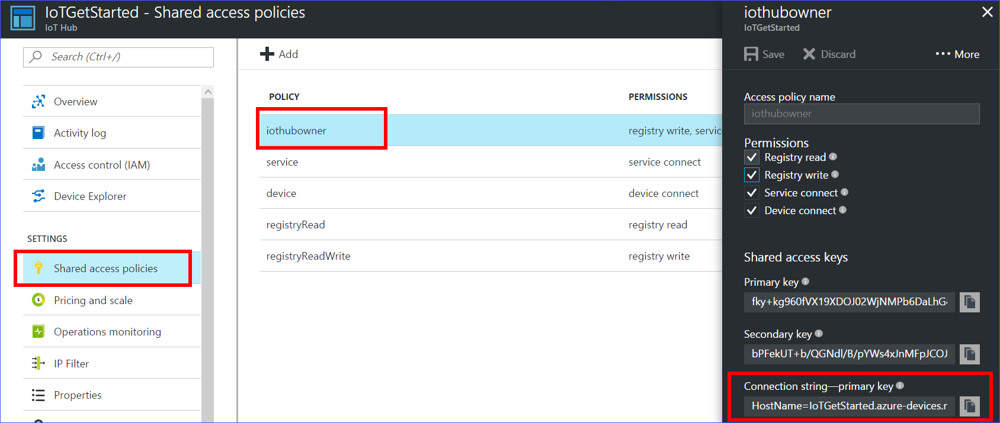 IoTGetStarted - Shared access policies
IoT Hub
Search (Ctrl+/)
Overview
Activity log
Access control (IAM)
Device Explorer
SETTINGS
Shared access policies
Pricing and scale
Operations monitoring
IP Filter
Properties
Add
POLICY PERMISSIONS
iothubowner registry write, servic
service service connect
device device connect
registryRead registry read
registryReadWrite registry write
iothubowner
IoTGetStarted
Save Discard ••• More
Access policy name
iothubowner
Permissions
Registry read
Registry write
Service connect
Device connect
Shared access keys
Primary key
fky+kg960fVX19XDOJ02WjNMPb6DaLhG4
Secondary key
bPFekUT+b/QGNdl/B/pYWs4xJnMFpJCOJ
Connection string—primary key
HostName=IoTGetStarted.azure-devices.r